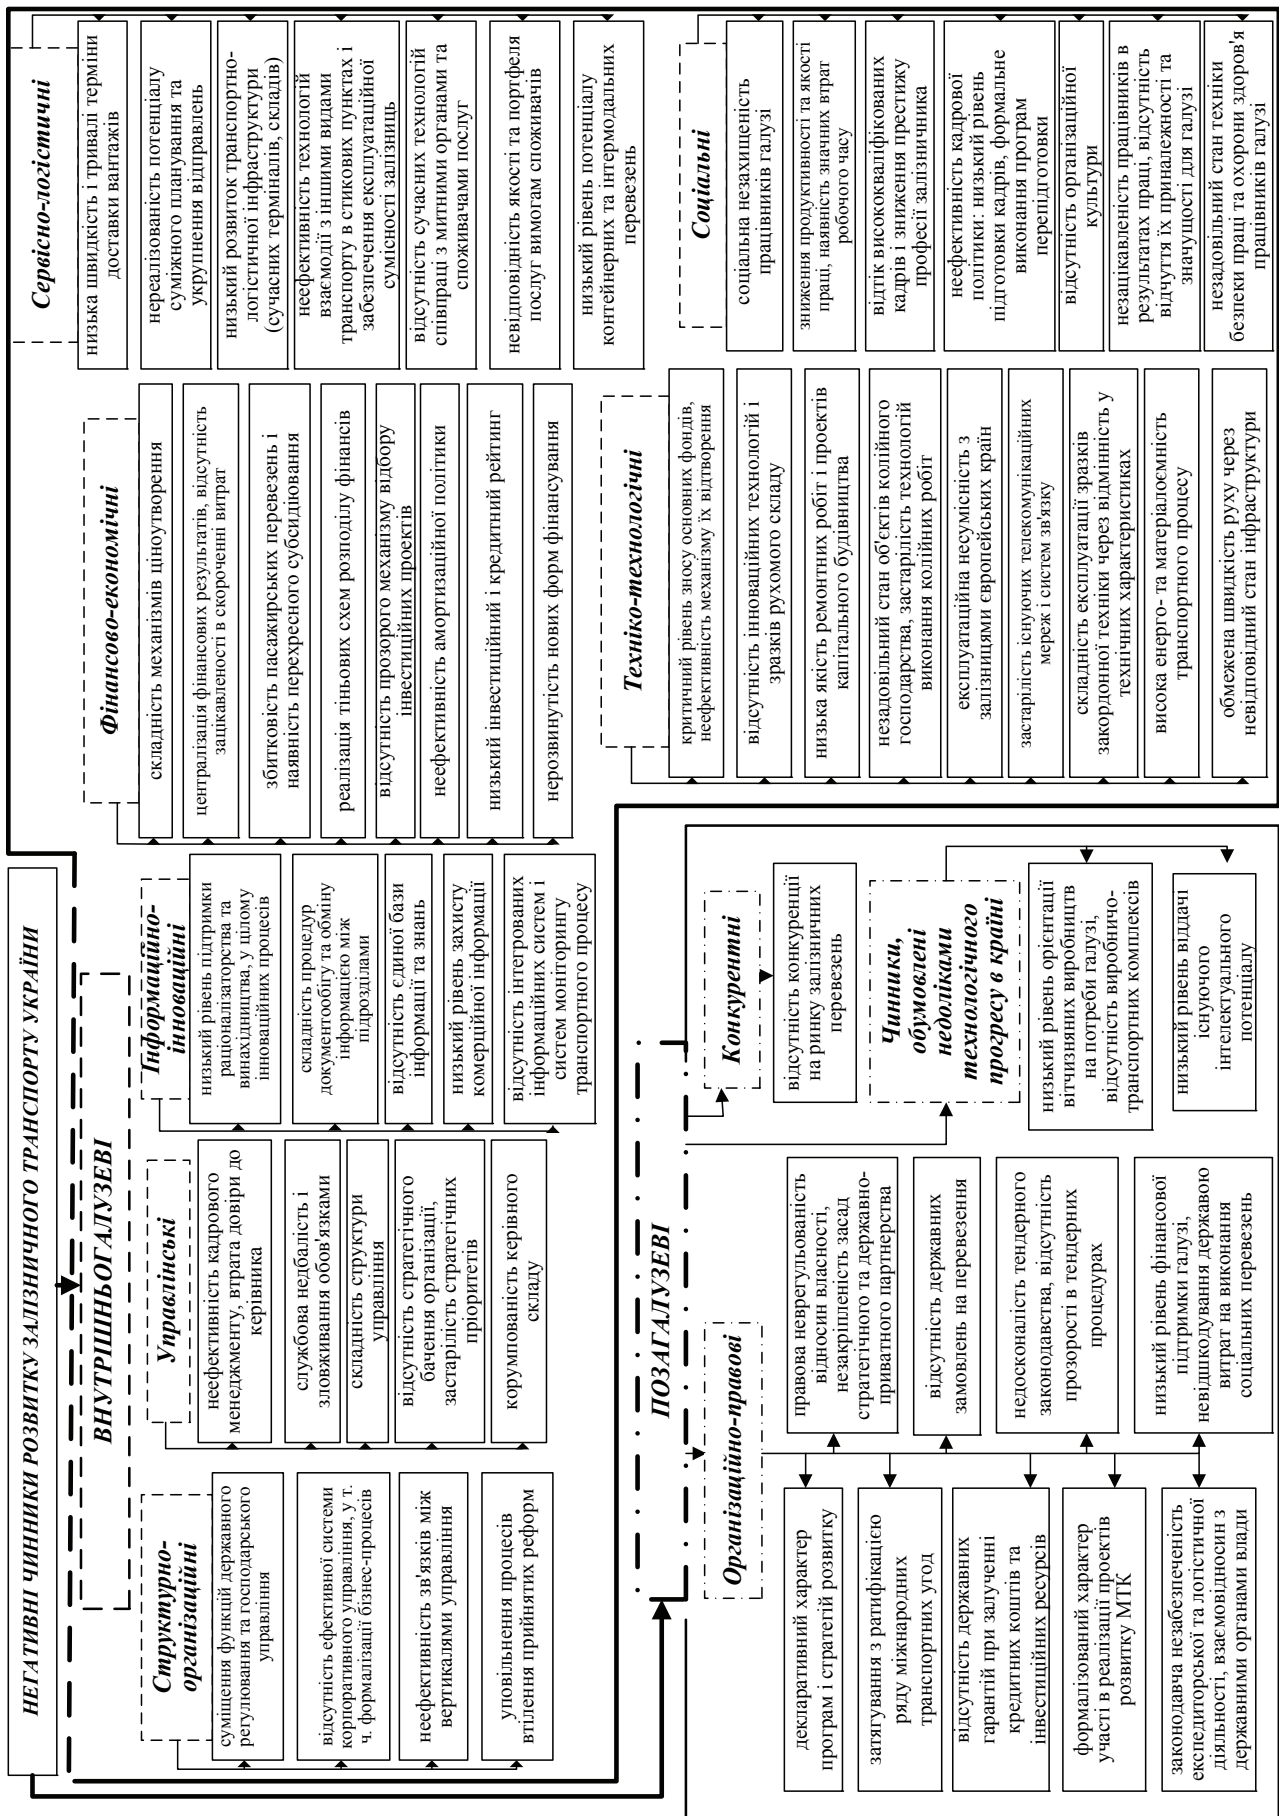 НЕГАТИВНІ ЧИННИКИ РОЗВИТКУ ЗАЛІЗНИЧНОГО ТРАНСПОРТУ УКРАЇНИ
ВНУТРІШНЬОГАЛУЗЕВІ
Структурно-
організаційні
суміщення функцій державного
регулювання та господарського
управління
відсутність ефективної системи
корпоративного управління, у т.
ч. формалізації бізнес-процесів
неефективність зв'язків між
вертикалями управління
уповільнення процесів
втілення прийнятих реформ
Управлінські
неефективність кадрового
менеджменту, втрата довіри до
керівника
службова недбалість і
зловживання обов'язками
складність структури
управління
відсутність стратегічного
бачення організації,
застарілість стратегічних
пріоритетів
корумпованість керівного
складу
Інформаційно-
інноваційні
низький рівень підтримки
раціоналізаторства та
винахідництва, у цілому
інноваційних процесів
складність процедур
документообігу та обміну
інформацією між
підрозділами
відсутність єдиної бази
інформації та знань
низький рівень захисту
комерційної інформації
відсутність інтегрованих
інформаційних систем і
систем моніторингу
транспортного процесу
Фінансово-економічні
складність механізмів ціноутворення
централізація фінансових результатів, відсутність
зацікавленості в скороченні витрат
збитковість пасажирських перевезень і
наявність перехресного субсидіювання
реалізація тіньових схем розподілу фінансів
відсутність прозорого механізму відбору
інвестиційних проектів
неефективність амортизаційної політики
низький інвестиційний і кредитний рейтинг
нерозвинутість нових форм фінансування
Сервісно-логістичні
низька швидкість і тривалі терміни
доставки вантажів
нереалізованість потенціалу
суміжного планування та
укрупнення відправлень
низький розвиток транспортно-
логістичної інфраструктури
(сучасних терміналів, складів)
неефективність технологій
взаємодії з іншими видами
транспорту в стикових пунктах і
забезпечення експлуатаційної
сумісності залізниць
відсутність сучасних технологій
співпраці з митними органами та
споживачами послуг
невідповідність якості та портфеля
послуг вимогам споживачів
низький рівень потенціалу
контейнерних та інтермодальних
перевезень
Техніко-технологічні
критичний рівень зносу основних фондів,
неефективність механізму їх відтворення
відсутність інноваційних технологій і
зразків рухомого складу
низька якість ремонтних робіт і проектів
капітального будівництва
незадовільний стан об'єктів колійного
господарства, застарілість технологій
виконання колійних робіт
експлуатаційна несумісність з
залізницями європейських країн
застарілість існуючих телекомунікаційних
мереж і систем зв'язку
складність експлуатації зразків
закордонної техніки через відмінність у
технічних характеристиках
висока енерго- та матеріалоємність
транспортного процесу
обмежена швидкість руху через
невідповідний стан інфраструктури
Соціальні
соціальна незахищеність
працівників галузі
зниження продуктивності та якості
праці, наявність значних втрат
робочого часу
відтік висококваліфікованих
кадрів і зниження престижу
професії залізничника
неефективність кадрової
політики: низький рівень
підготовки кадрів, формальне
виконання програм
перепідготовки
відсутність організаційної
культури
незацікавленість працівників в
результатах праці, відсутність
відчуття їх приналежності та
значущості для галузі
незадовільний стан техніки
безпеки праці та охорони здоров'я
працівників галузі
ПОЗАГАЛУЗЕВІ
Організаційно-правові
декларативний характер
програм і стратегій розвитку
затягування з ратифікацією
ряду міжнародних
транспортних угод
відсутність державних
гарантій при залученні
кредитних коштів та
інвестиційних ресурсів
формалізований характер
участі в реалізації проектів
розвитку МТК
законодавча незабезпеченість
експедиторської та логістичної
діяльності, взаємовідносин з
державними органами влади
правова неврегульованість
відносин власності,
незакріпленість засад
стратегічного та державно-
приватного партнерства
відсутність державних
замовлень на перевезення
недосконалість тендерного
законодавства, відсутність
прозорості в тендерних
процедурах
низький рівень фінансової
підтримки галузі,
невідшкодування державою
витрат на виконання
соціальних перевезень
Конкурентні
відсутність конкуренції
на ринку залізничних
перевезень
Чинники,
обумовлені
недоліками
технологічного
прогресу в країні
низький рівень орієнтації
вітчизняних виробництв
на потреби галузі,
відсутність виробничо-
транспортних комплексів
низький рівень віддачі
існуючого
інтелектуального
потенціалу